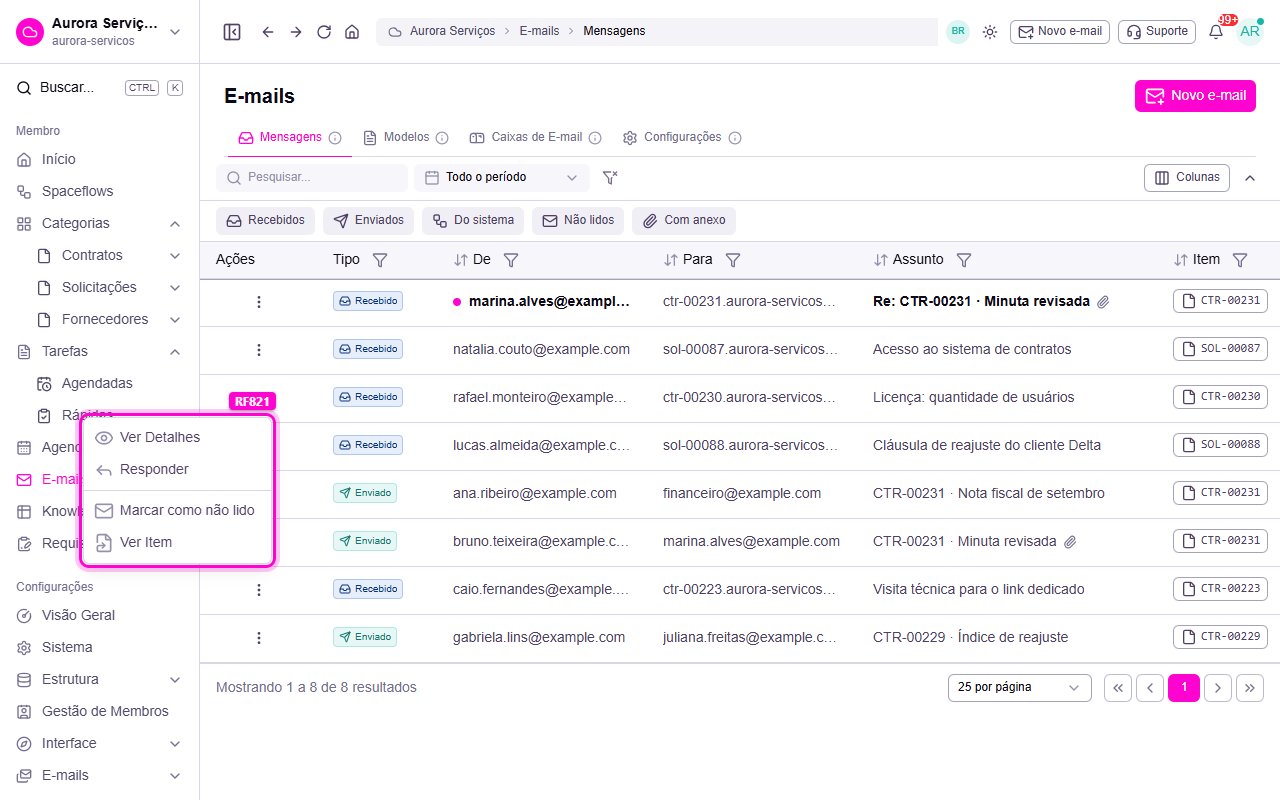 Aurora Serviç...
aurora-servicos
Aurora Serviços
E-mails
Mensagens
BR
Novo e-mail
Suporte
99+
AR
Buscar...
CTRL
K
Membro
Início
Spaceflows
Categorias
Contratos
Solicitações
Fornecedores
Tarefas
Agendadas
Rápidas
E-mails
Configurações
Visão Geral
Sistema
Estrutura
Gestão de Membros
Interface
E-mails
E-mails
Novo e-mail
Mensagens
Modelos
Caixas de E-mail
Configurações
Pesquisar...
Todo o período
Colunas
Recebidos
Enviados
Do sistema
Não lidos
Com anexo
Ações Tipo De Para Assunto Item
Recebido marina.alves@exampl... ctr-00231.aurora-servicos... Re: CTR-00231 · Minuta revisada CTR-00231
Recebido natalia.couto@example.com sol-00087.aurora-servicos... Acesso ao sistema de contratos SOL-00087
Recebido rafael.monteiro@example.... ctr-00230.aurora-servicos... Licença: quantidade de usuários CTR-00230
Recebido lucas.almeida@example.c... sol-00088.aurora-servicos... Cláusula de reajuste do cliente Delta SOL-00088
Enviado ana.ribeiro@example.com financeiro@example.com CTR-00231 · Nota fiscal de setembro CTR-00231
Enviado bruno.teixeira@example.c... marina.alves@example.com CTR-00231 · Minuta revisada CTR-00231
Recebido caio.fernandes@example.... ctr-00223.aurora-servicos... Visita técnica para o link dedicado CTR-00223
Enviado gabriela.lins@example.com juliana.freitas@example.c... CTR-00229 · Índice de reajuste CTR-00229
RF821
Ver Detalhes
Responder
Marcar como não lido
Ver Item
Mostrando 1 a 8 de 8 resultados
25 por página
1